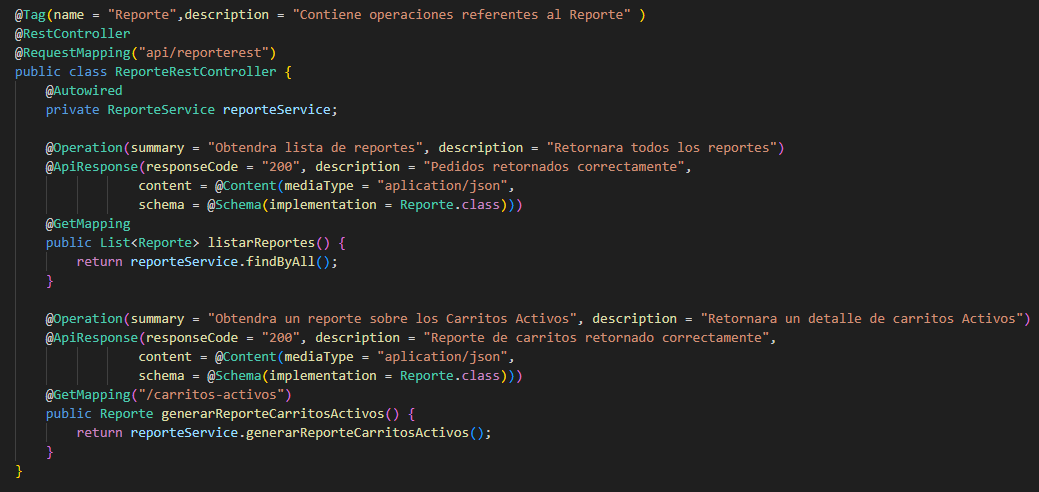 @Tag(name = "Reporte",description = "Contiene operaciones referentes al Reporte" )
@RestController
@RequestMapping("api/reporterest")
public class ReporteRestController {
@Autowired
private ReporteService reporteService;
@Operation(summary = "Obtendra lista de reportes", description = "Retornara todos los reportes")
@ApiResponse(responseCode = "200", description = "Pedidos retornados correctamente",
content = @Content(mediaType = "aplication/json",
schema = @Schema(implementation = Reporte.class)))
@GetMapping
public List<Reporte> listarReportes() {
return reporteService.findByAll();
}
@Operation(summary = "Obtendra un reporte sobre los Carritos Activos", description = "Retornara un detalle de carritos Activos")
@ApiResponse(responseCode = "200", description = "Reporte de carritos retornado correctamente",
content = @Content(mediaType = "aplication/json",
schema = @Schema(implementation = Reporte.class)))
@GetMapping("/carritos-activos")
public Reporte generarReporteCarritosActivos() {
return reporteService.generarReporteCarritosActivos();
}
}